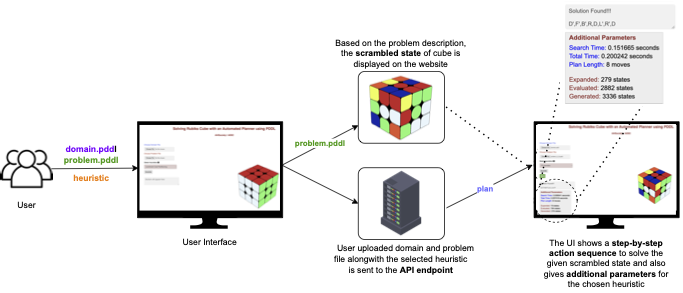 Solution Found!!!
D',F',B',R,D,L',R',D
Additional Parameters
Search Time: 0.151665 seconds
Total Time: 0.200242 seconds
Plan Length: 8 moves
Expanded: 279 states
Evaluated: 2882 states
Generated: 3336 states
Based on the problem description,
the scrambled state of cube is
displayed on the website
domain.pddl
problem.pddl
heuristic
User
Solving Rubiks Cube with an Automated Planner using PDDL
User Interface
problem.pddl
User uploaded domain and problem
file alongwith the selected heuristic
is sent to the API endpoint
plan
Solving Rubiks Cube with an Automated Planner using PDDL
The UI shows a step-by-step
action sequence to solve the
given scrambled state and also
gives additional parameters for
the chosen heuristic